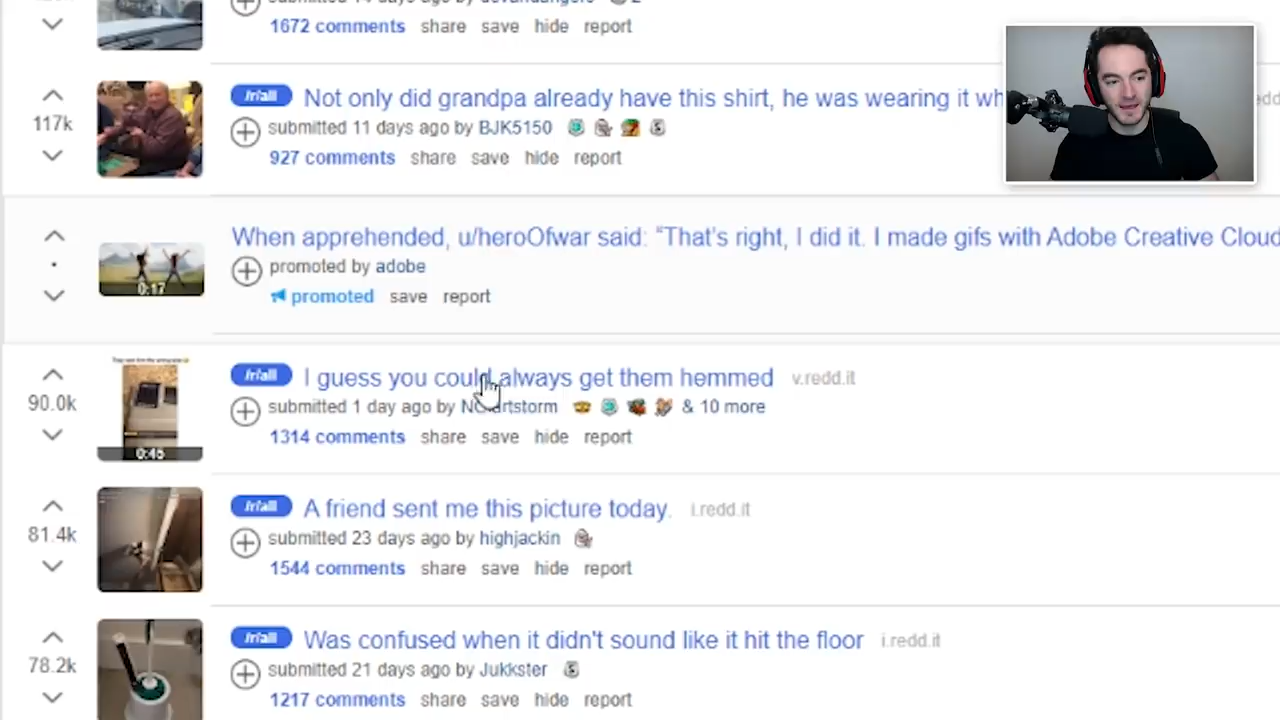 1672 comments share save hide report
117k
/r/all Not only did grandpa already have this shirt, he was wearing it wh
submitted 11 days ago by BJK5150
927 comments share save hide report
When apprehended, u/heroOfwar said: “That's right, I did it. I made gifs with Adobe Creative Cloud
promoted by adobe
0:17
promoted save report
90.0k
/r/all I guess you could always get them hemmed v.redd.it
submitted 1 day ago by & 10 more
0:45
1314 comments share save hide report
81.4k
/r/all A friend sent me this picture today. i.redd.it
submitted 23 days ago by highjackin
1544 comments share save hide report
78.2k
/r/all Was confused when it didn't sound like it hit the floor i.redd.it
submitted 21 days ago by Jukkster
1217 comments share save hide report